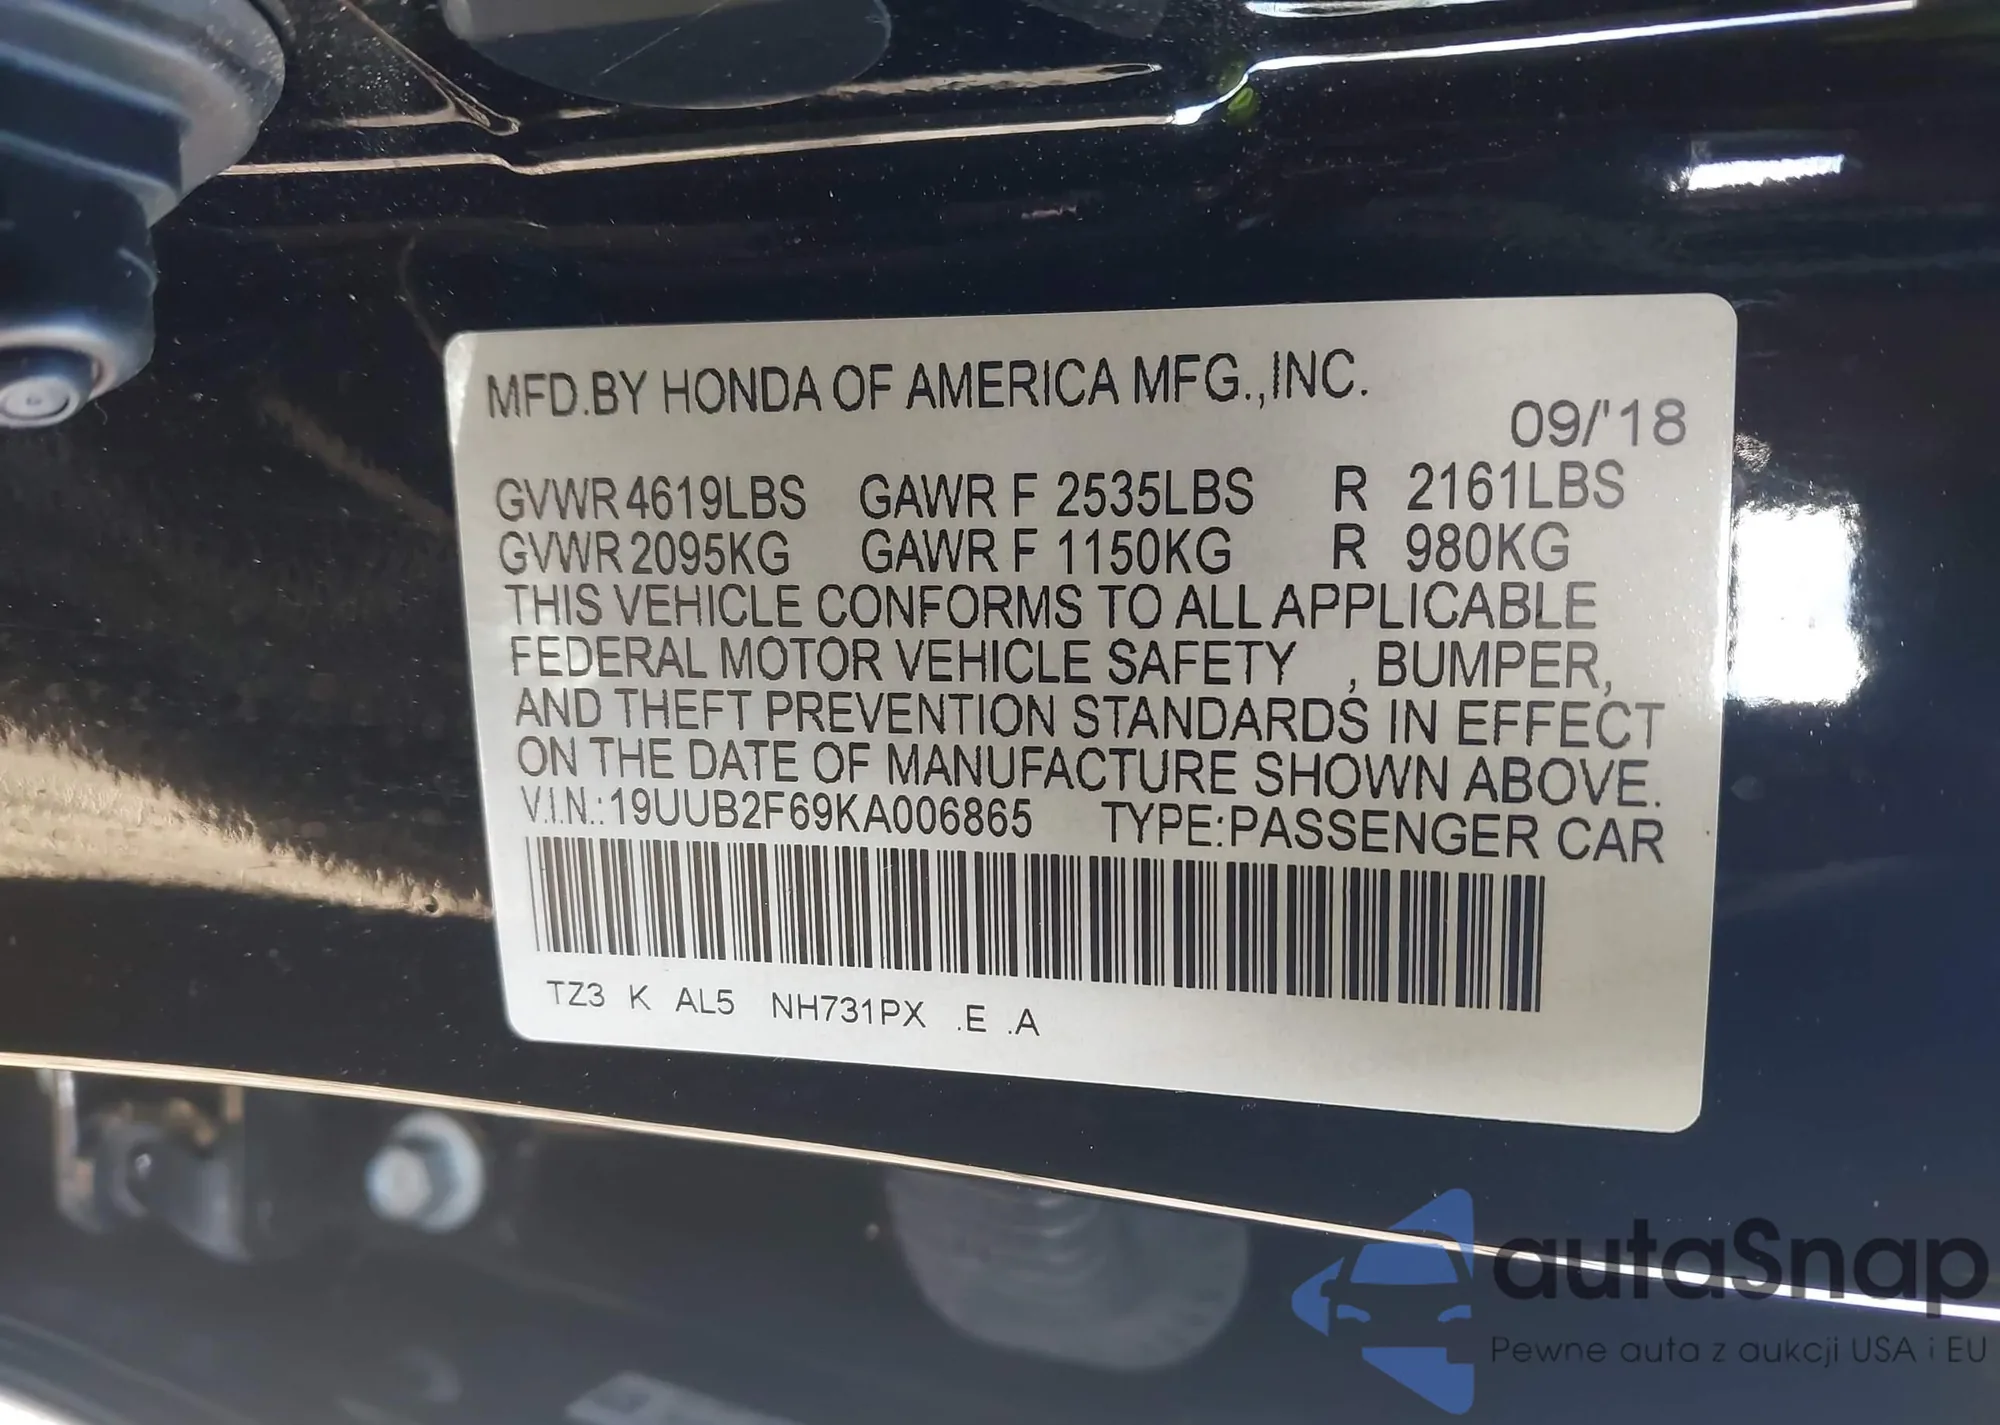 MFD.BY HONDA OF AMERICA MFG.,INC.
09/'18
GVWR 4619LBS GAWR F 2535LBS R 2161LBS
GVWR 2095KG GAWR F 1150KG R 980KG
THIS VEHICLE CONFORMS TO ALL APPLICABLE
FEDERAL MOTOR VEHICLE SAFETY , BUMPER,
AND THEFT PREVENTION STANDARDS IN EFFECT
ON THE DATE OF MANUFACTURE SHOWN ABOVE.
V.I.N.:19UUB2F69KA006865 TYPE:PASSENGER CAR
TZ3 K AL5 NH731PX .E .A
autaSnap
Pewne auta z aukcji USA i EU